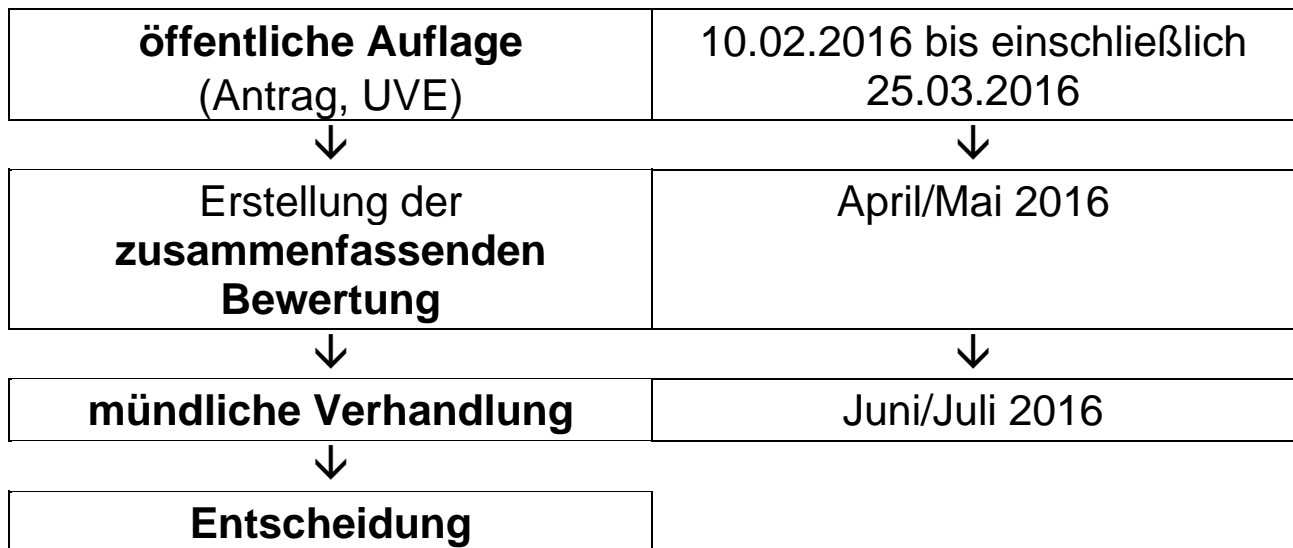 öffentliche Auflage
(Antrag, UVE)
10.02.2016 bis einschließlich
25.03.2016
↓ ↓
Erstellung der
zusammenfassenden
Bewertung
April/Mai 2016
↓ ↓
mündliche Verhandlung
Juni/Juli 2016
↓
Entscheidung